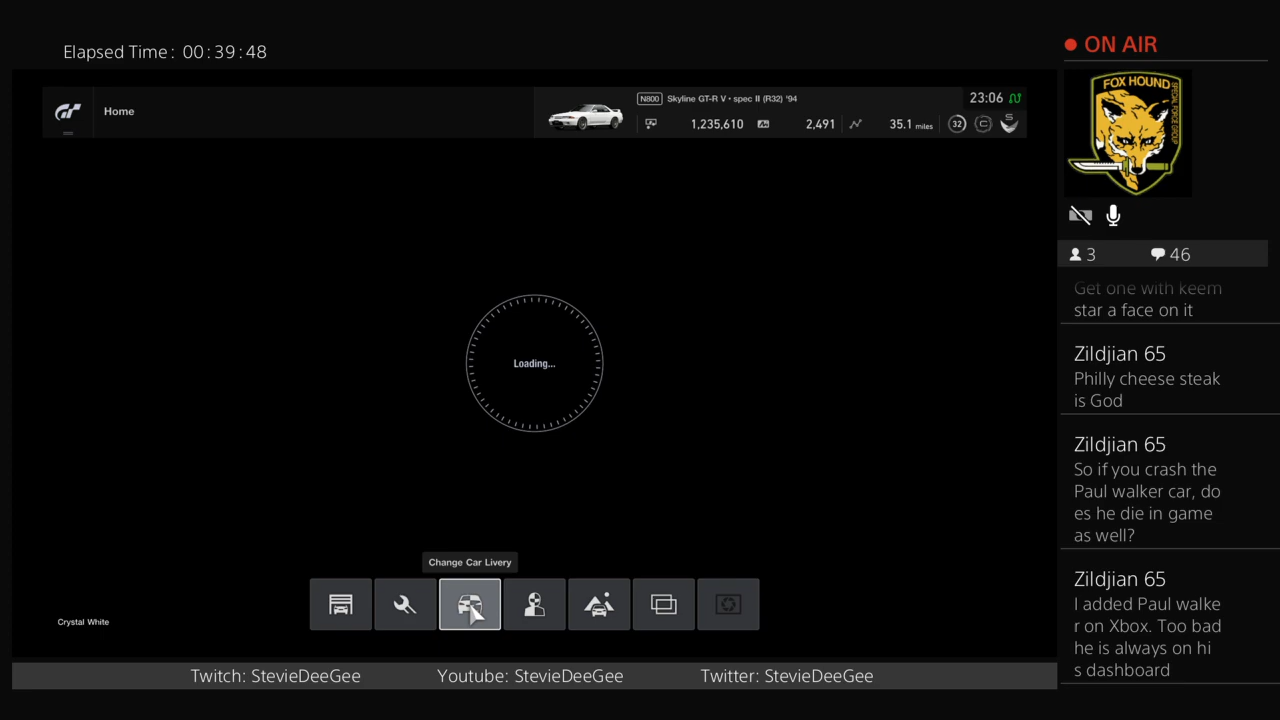 Elapsed Time: 00:39:48
ON AIR
FOX HOUND
SPECIAL FORCE GROUP
Home
N800 Skyline GT-R V • spec II (R32) '94
23:06
1,235,610
2,491
35.1 miles
32
C
S
3
46
Get one with keem
star a face on it
Zildjian 65
Philly cheese steak
is God
Zildjian 65
So if you crash the
Paul walker car, do
es he die in game
as well?
Zildjian 65
I added Paul walke
r on Xbox. Too bad
he is always on hi
s dashboard
Loading...
Change Car Livery
Crystal White
Twitch: StevieDeeGee
Youtube: StevieDeeGee
Twitter: StevieDeeGee